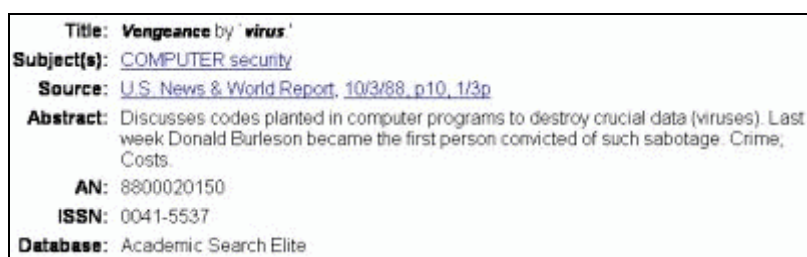 Title: Vengeance by `virus.'
Subject(s): COMPUTER security
Source: U.S. News & World Report, 10/3/88, p10, 1/3p
Abstract: Discusses codes planted in computer programs to destroy crucial data (viruses). Last
week Donald Burleson became the first person convicted of such sabotage. Crime;
Costs.
AN: 8800020150
ISSN: 0041-5537
Database: Academic Search Elite